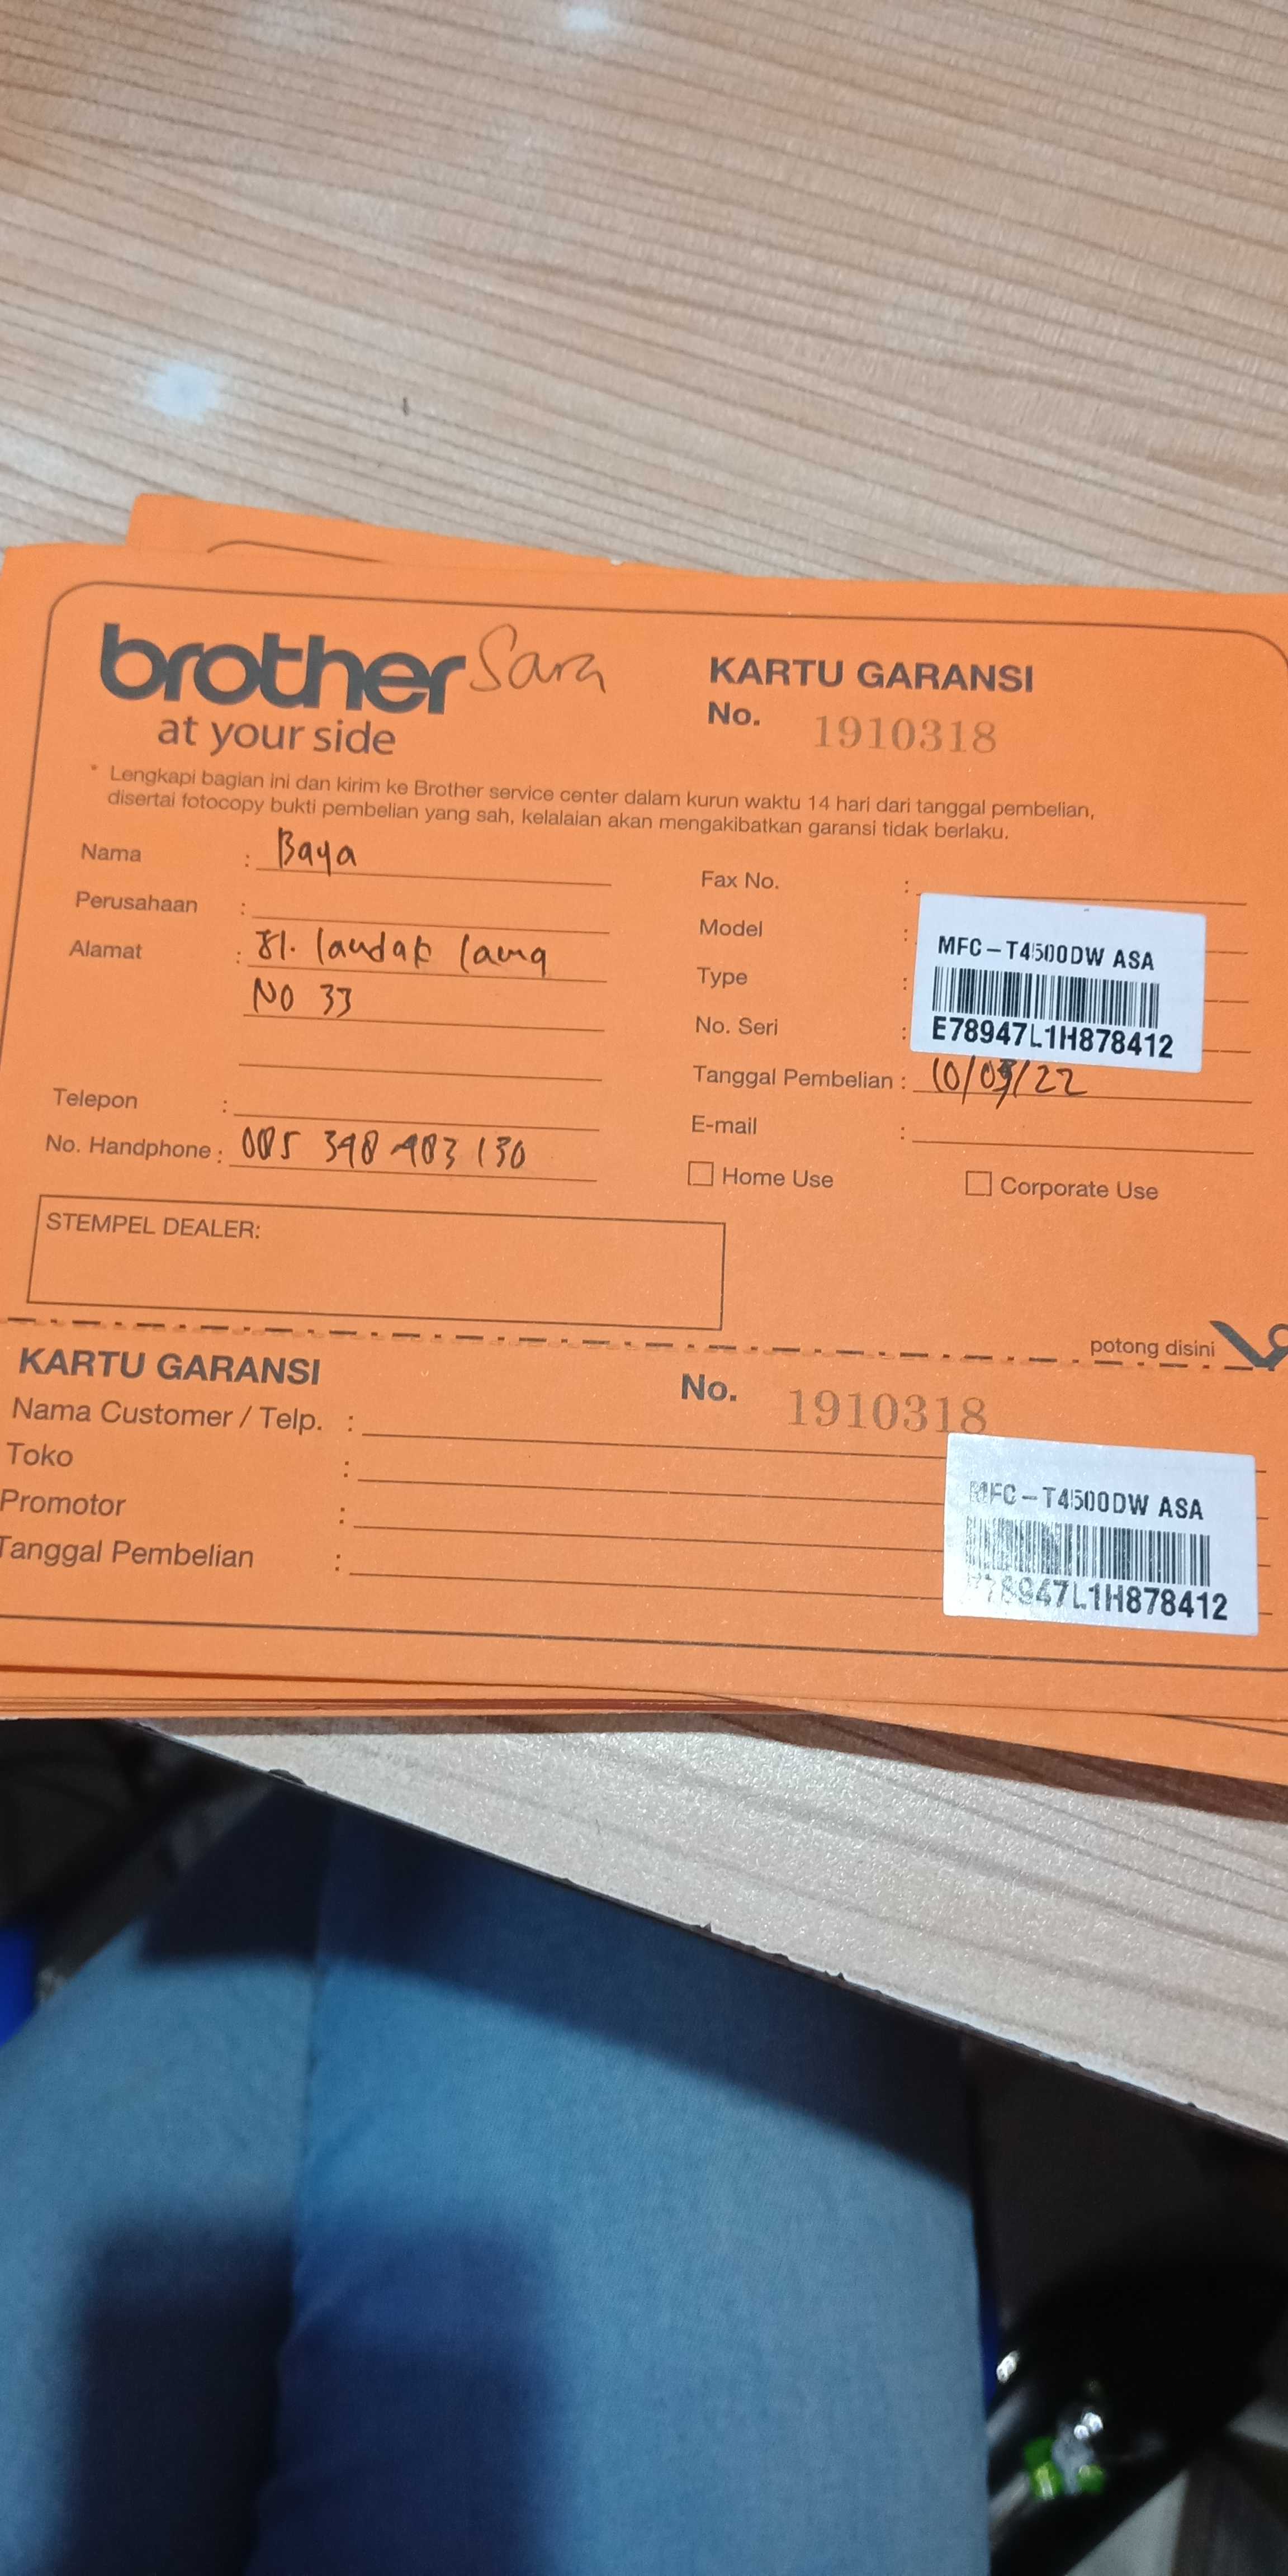 brother Sara
at your side
KARTU GARANSI
No. 1910318
* Lengkapi bagian ini dan kirim ke Brother service center dalam kurun waktu 14 hari dari tanggal pembelian,
disertai fotocopy bukti pembelian yang sah, kelalaian akan mengakibatkan garansi tidak berlaku.
Nama : Baya
Perusahaan :
Alamat : Jl. landak lama
NO 33
Telepon :
No. Handphone : 085 348 403 130
Fax No. :
Model :
Type :
No. Seri :
MFC-T4500DW ASA
E78947L1H878412
Tanggal Pembelian : 10/03/22
E-mail :
Home Use
Corporate Use
STEMPEL DEALER:
potong disini
KARTU GARANSI
No. 1910318
Nama Customer / Telp. :
Toko :
Promotor :
Tanggal Pembelian :
MFC-T4500DW ASA
E78947L1H878412